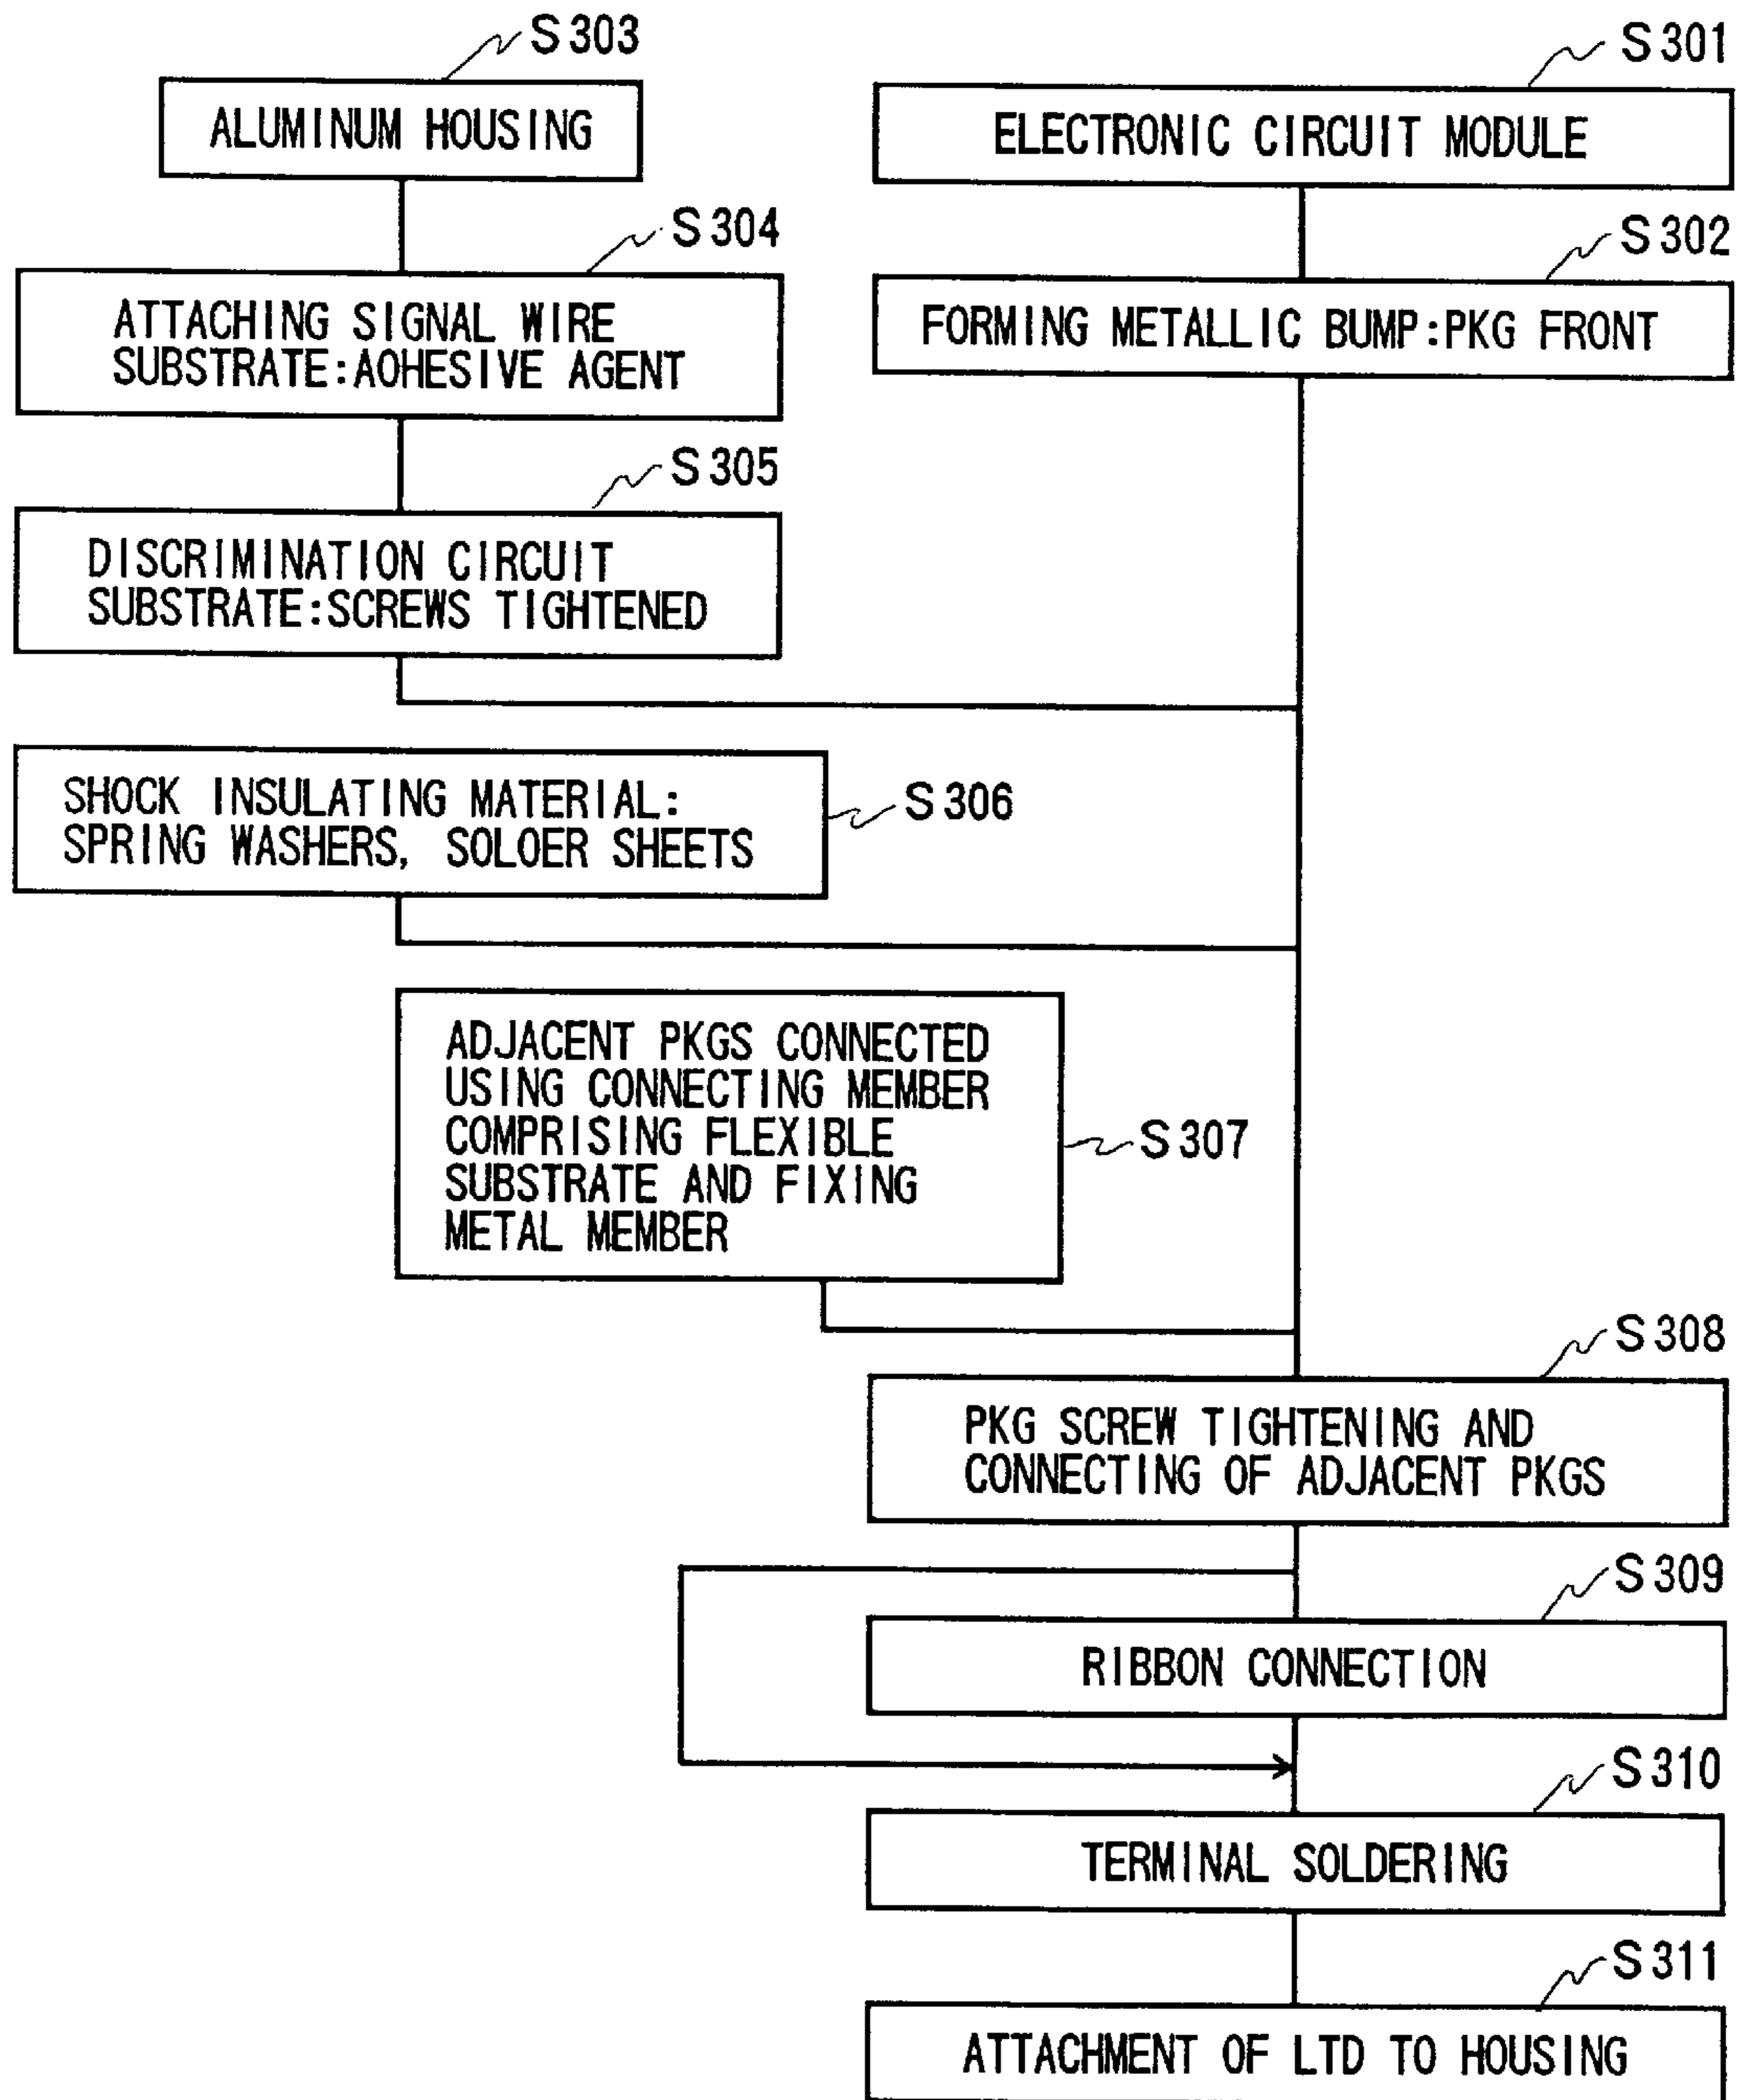 S303
ALUMINUM HOUSING
S301
ELECTRONIC CIRCUIT MODULE
S304
ATTACHING SIGNAL WIRE
SUBSTRATE:AOHESIVE AGENT
S302
FORMING METALLIC BUMP:PKG FRONT
S305
DISCRIMINATION CIRCUIT
SUBSTRATE:SCREWS TIGHTENED
SHOCK INSULATING MATERIAL:
SPRING WASHERS, SOLOER SHEETS
S306
ADJACENT PKGS CONNECTED
USING CONNECTING MEMBER
COMPRISING FLEXIBLE
SUBSTRATE AND FIXING
METAL MEMBER
S307
S308
PKG SCREW TIGHTENING AND
CONNECTING OF ADJACENT PKGS
S309
RIBBON CONNECTION
S310
TERMINAL SOLDERING
S311
ATTACHMENT OF LTD TO HOUSING